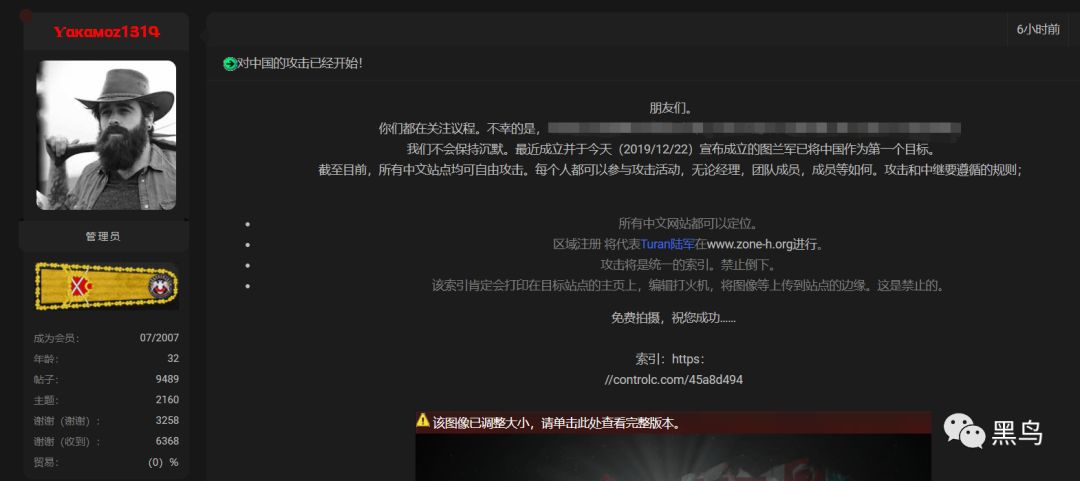 Yakamoz1319
6小时前
对中国的攻击已经开始！
朋友们。
你们都在关注议程。不幸的是，
我们不会保持沉默。最近成立并于今天（2019/12/22）宣布成立的图兰军已将中国作为第一个目标。
截至目前，所有中文站点均可自由攻击。每个人都可以参与攻击活动，无论经理，团队成员，成员等如何。攻击和中继要遵循的规则；
管理员
所有中文网站都可以定位。
区域注册 将代表Turan陆军在www.zone-h.org进行。
攻击将是统一的索引。禁止倒下。
该索引肯定会打印在目标站点的主页上，编辑打火机，将图像等上传到站点的边缘。这是禁止的。
免费拍摄，祝您成功......
成为会员： 07/2007
年龄： 32
帖子： 9489
主题： 2160
谢谢（谢谢）： 3258
谢谢（收到）： 6368
贸易： (0) %
索引：https：
//controlc.com/45a8d494
该图像已调整大小，请单击此处查看完整版本。
黑鸟